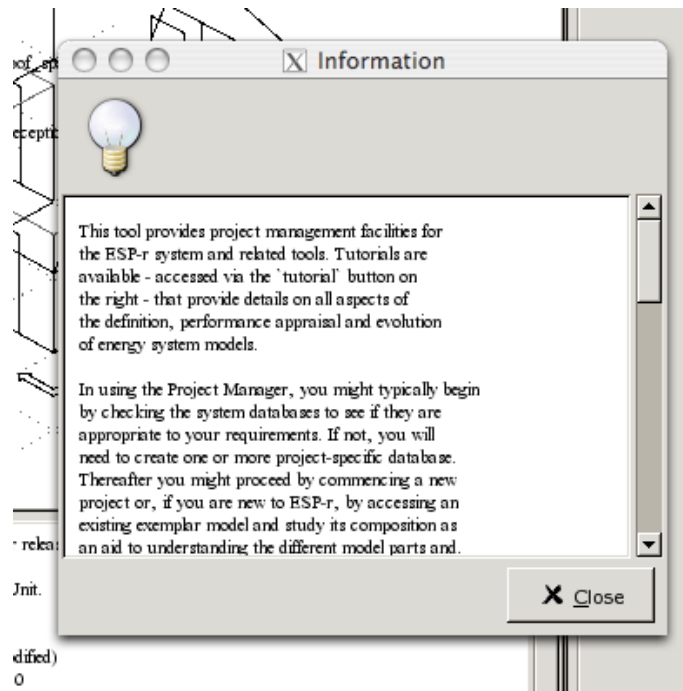 Information
This tool provides project management facilities for
the ESP-r system and related tools. Tutorials are
available - accessed via the `tutorial` button on
the right - that provide details on all aspects of
the definition, performance appraisal and evolution
of energy system models.
In using the Project Manager, you might typically begin
by checking the system databases to see if they are
appropriate to your requirements. If not, you will
need to create one or more project-specific database.
Thereafter you might proceed by commencing a new
project or, if you are new to ESP-r, by accessing an
existing exemplar model and study its composition as
an aid to understanding the different model parts and.
Close
Unit.
0